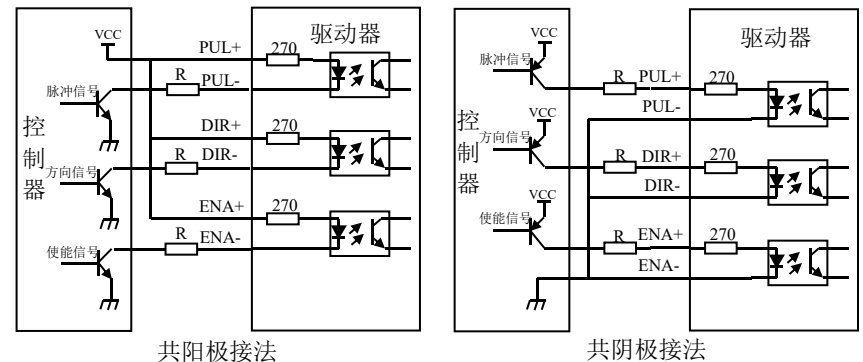 VCC
PUL+
270
驱动器
脉冲信号
R
PUL-
控制器
DIR+
270
方向信号
R
DIR-
ENA+
270
使能信号
R
ENA-
共阳极接法
VCC
驱动器
脉冲信号
R
PUL+
270
PUL-
控制器
VCC
方向信号
R
DIR+
270
DIR-
VCC
使能信号
R
ENA+
270
ENA-
共阴极接法